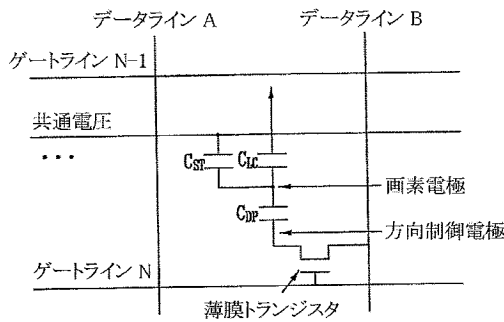 データライン A
データライン B
ゲートライン N-1
共通電圧
...
CST
CLC
画素電極
CDP
方向制御電極
ゲートライン N
薄膜トランジスタ